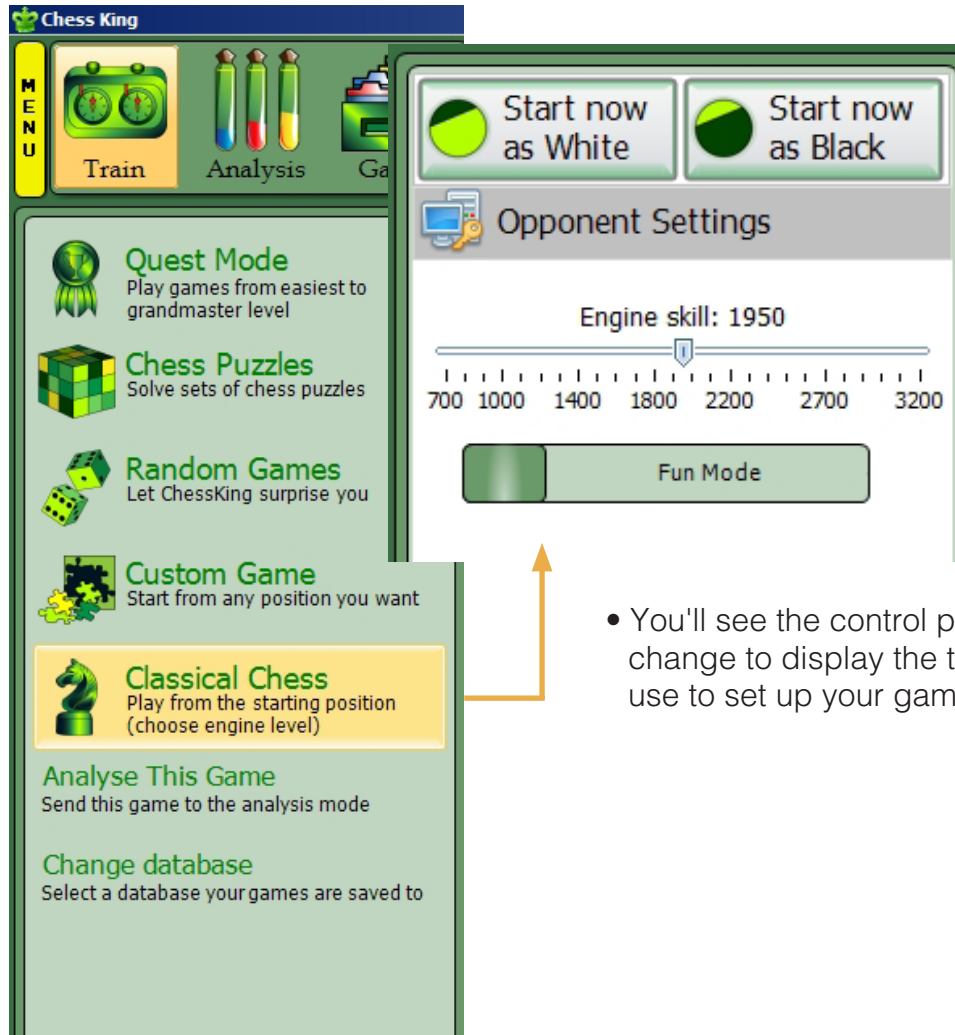 Chess King
MENU
Train
Analysis
Start now
as White
Start now
as Black
Opponent Settings
Engine skill: 1950
700 1000 1400 1800 2200 2700 3200
Fun Mode
Quest Mode
Play games from easiest to
grandmaster level
Chess Puzzles
Solve sets of chess puzzles
Random Games
Let ChessKing surprise you
Custom Game
Start from any position you want
Classical Chess
Play from the starting position
(choose engine level)
Analyse This Game
Send this game to the analysis mode
Change database
Select a database your games are saved to
• You'll see the control
change to display the
use to set up your